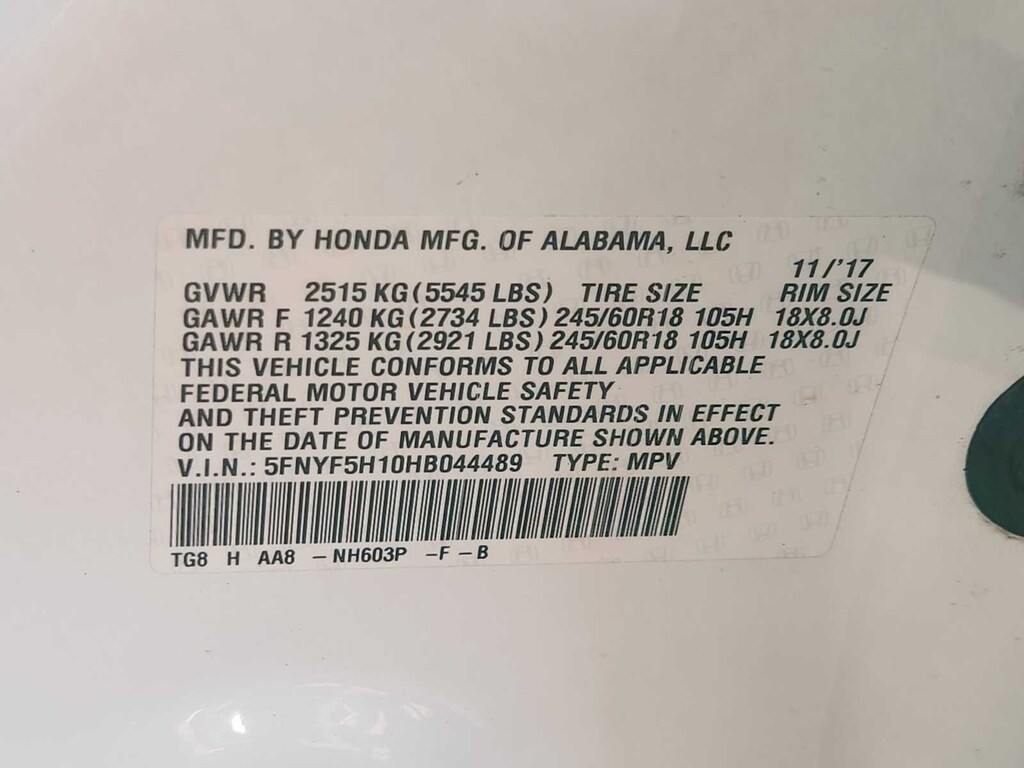 MFD. BY HONDA MFG. OF ALABAMA, LLC
11/'17
GVWR 2515 KG (5545 LBS) TIRE SIZE RIM SIZE
GAWR F 1240 KG (2734 LBS) 245/60R18 105H 18X8.0J
GAWR R 1325 KG (2921 LBS) 245/60R18 105H 18X8.0J
THIS VEHICLE CONFORMS TO ALL APPLICABLE
FEDERAL MOTOR VEHICLE SAFETY
AND THEFT PREVENTION STANDARDS IN EFFECT
ON THE DATE OF MANUFACTURE SHOWN ABOVE.
V.I.N.: 5FNYF5H10HB044489 TYPE: MPV
TG8 H AA8 -NH603P -F-B